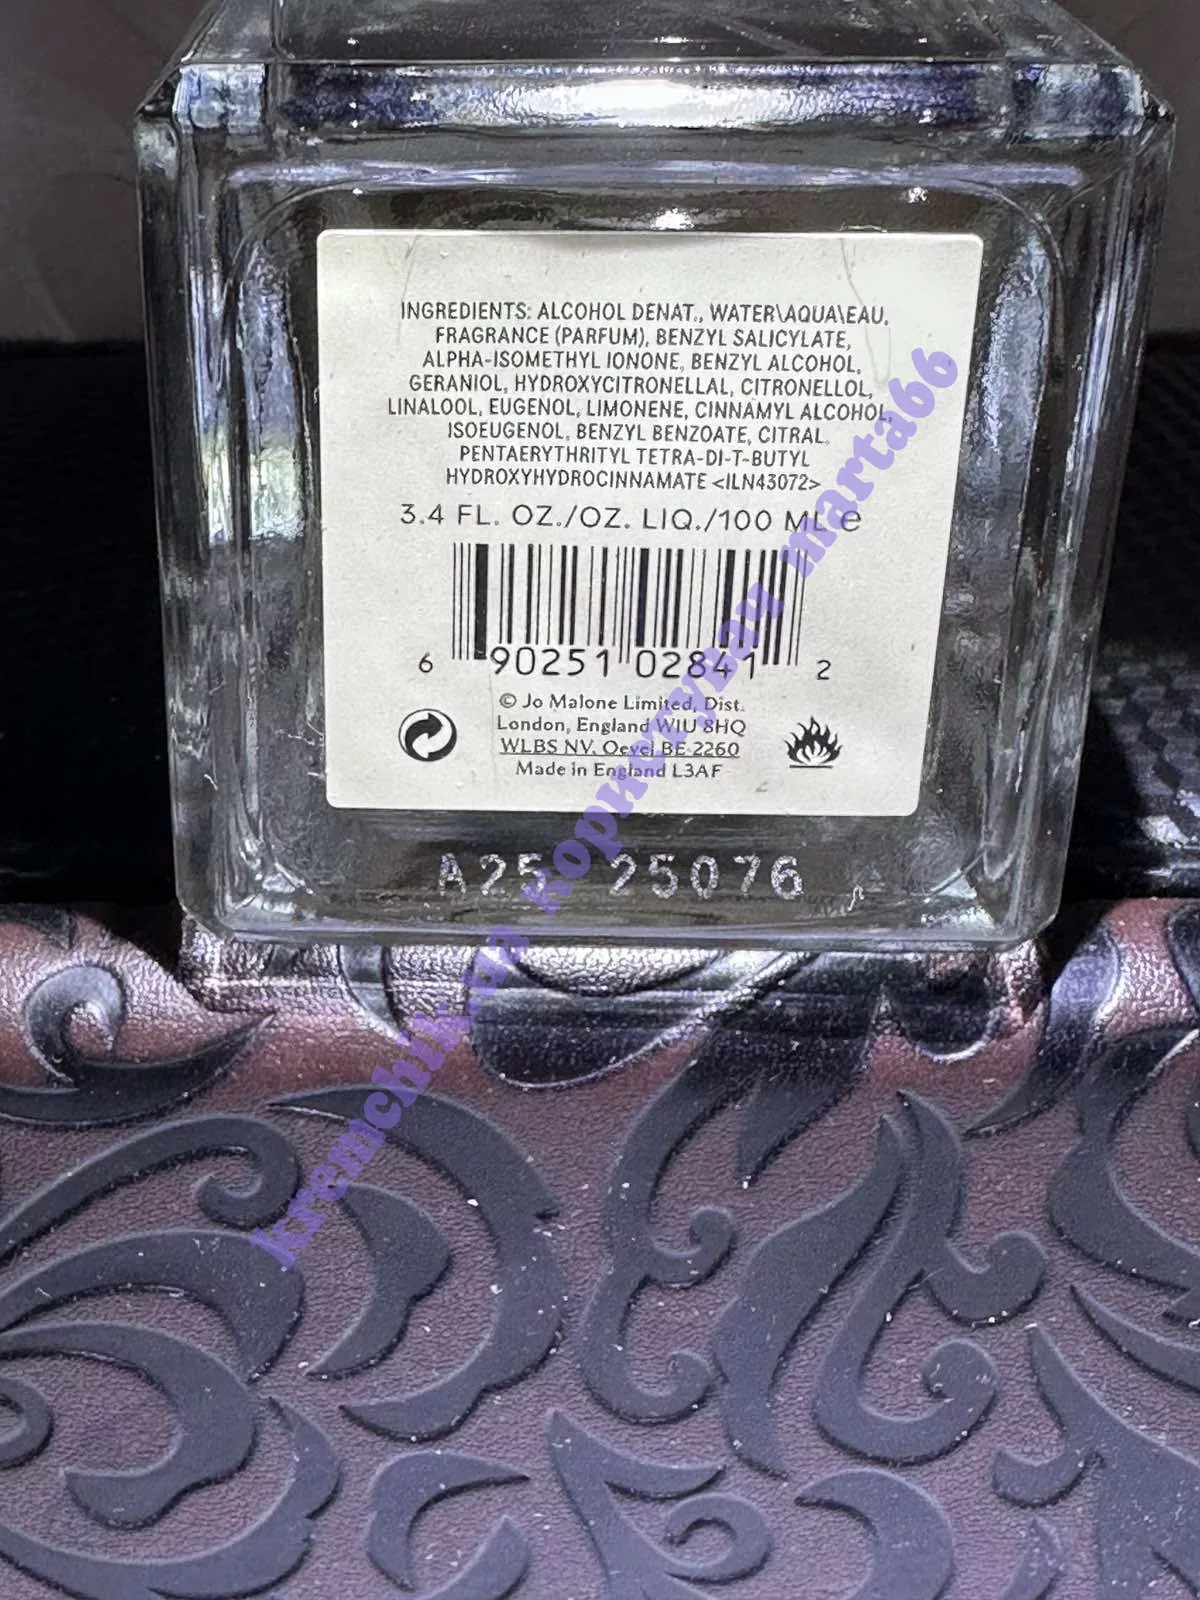 INGREDIENTS: ALCOHOL DENAT., WATER\AQUA\EAU,
FRAGRANCE (PARFUM), BENZYL SALICYLATE,
ALPHA-ISOMETHYL IONONE, BENZYL ALCOHOL,
GERANIOL, HYDROXYCITRONELLAL, CITRONELLOL,
LINALOOL, EUGENOL, LIMONENE, CINNAMYL ALCOHOL,
ISOEUGENOL, BENZYL BENZOATE, CITRAL,
PENTAERYTHRITYL TETRA-DI-T-BUTYL
HYDROXYHYDROCINNAMATE <ILN43072>
3.4 FL. OZ./OZ. LIQ./100 ML e
6 90251 02841 2
© Jo Malone Limited, Dist.
London, England W1U 8HQ
WLBS NV. Oevel BE-2260
Made in England L3AF
A25 25076
kremchik.ua користувач marta66